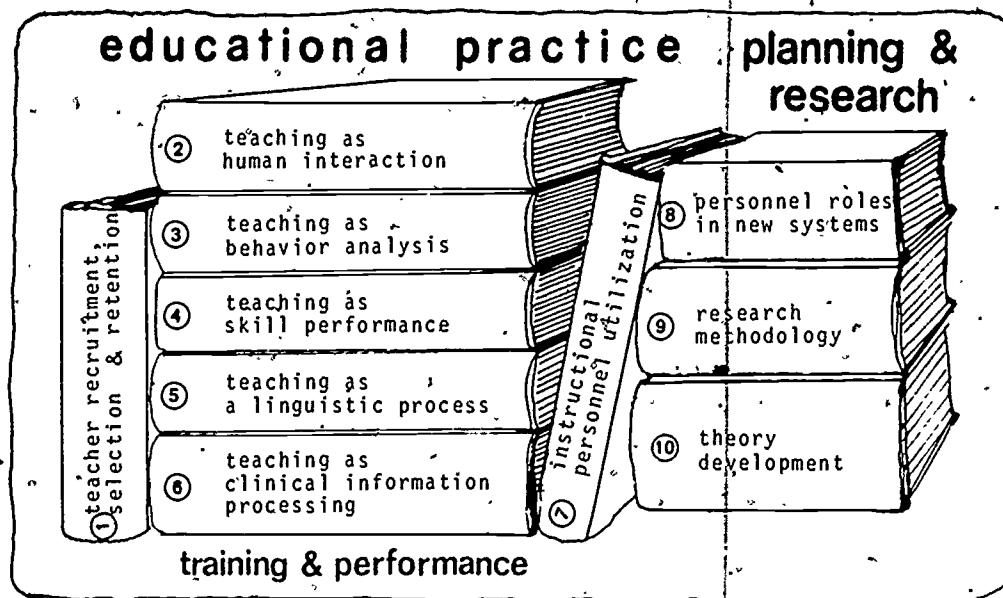 educational practice
planning &
research
① teacher recruitment,
selection & retention
② teaching as
human interaction
③ teaching as
behavior analysis
④ teaching as
skill performance
⑤ teaching as
a linguistic process
⑥ teaching as
clinical information
processing
⑦ instructional
personnel utilization
⑧ personnel roles
in new systems
⑨ research
methodology
⑩ theory
development
training & performance